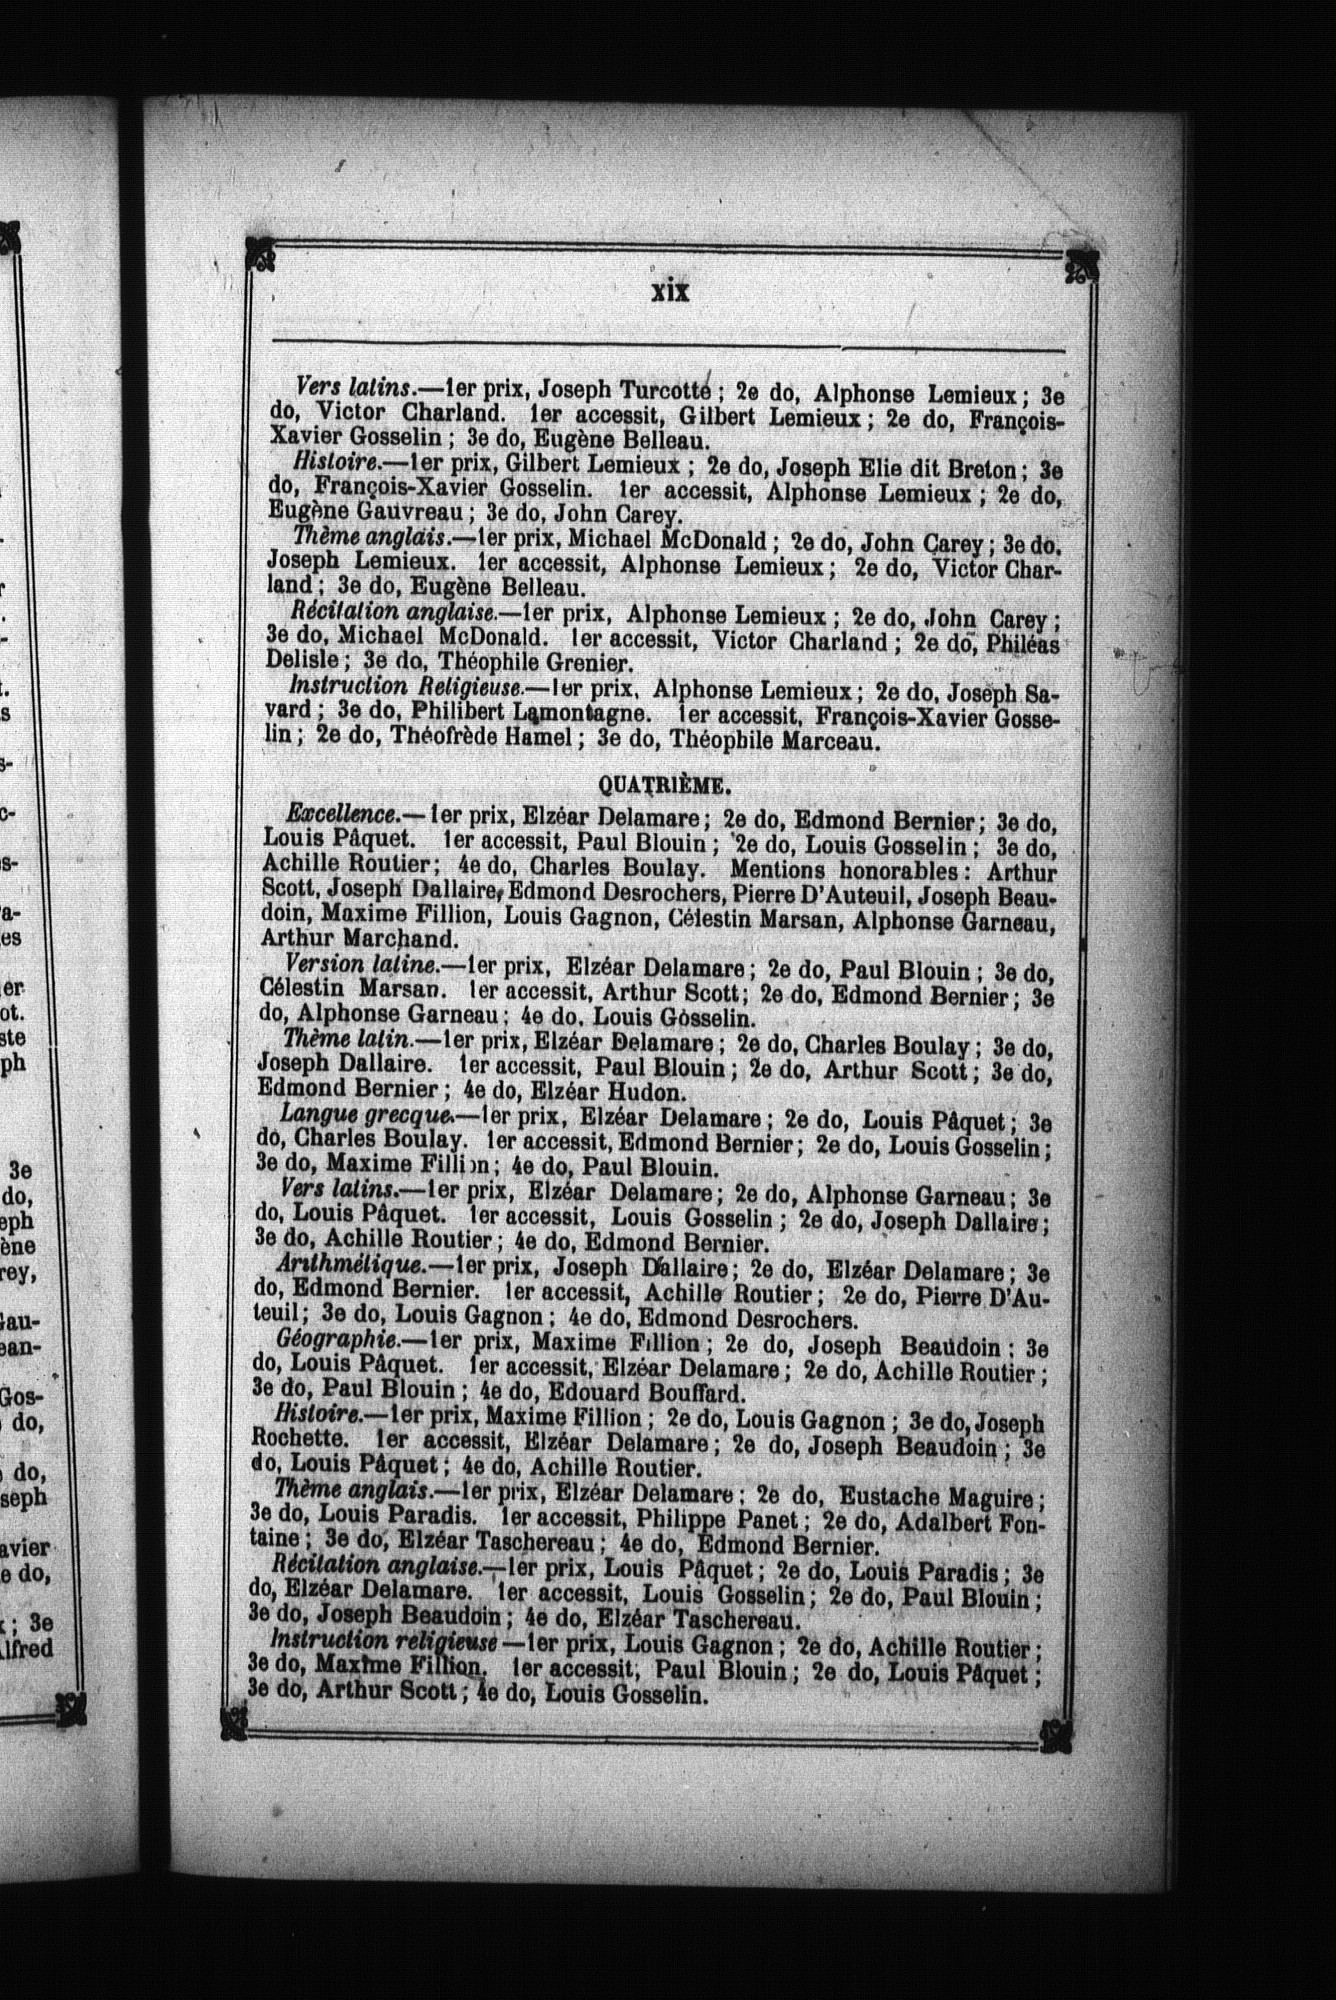 xix
Vers latins.—1er prix, Joseph Turcotte ; 2e do, Alphonse Lemieux ; 3e
do, Victor Charland. 1er accessit, Gilbert Lemieux ; 2e do, François-
Xavier Gosselin ; 3e do, Eugène Belleau.
Histoire.—1er prix, Gilbert Lemieux ; 2e do, Joseph Elie dit Breton ; 3e
do, François-Xavier Gosselin. 1er accessit, Alphonse Lemieux ; 2e do,
Eugène Gauvreau ; 3e do, John Carey.
Thème anglais.—1er prix, Michael McDonald ; 2e do, John Carey ; 3e do,
Joseph Lemieux. 1er accessit, Alphonse Lemieux ; 2e do, Victor Char-
land ; 3e do, Eugène Belleau.
Récitation anglaise.—1er prix, Alphonse Lemieux ; 2e do, John Carey ;
3e do, Michael McDonald. 1er accessit, Victor Charland ; 2e do, Philéas
Delisle ; 3e do, Théophile Grenier.
Instruction Religieuse.—1er prix, Alphonse Lemieux ; 2e do, Joseph Sa-
vard ; 3e do, Philibert Lamontagne. 1er accessit, François-Xavier Gosse-
lin ; 2e do, Théofrède Hamel ; 3e do, Théophile Marceau.
QUATRIÈME.
Excellence.—1er prix, Elzéar Delamare ; 2e do, Edmond Bernier ; 3e do,
Louis Pâquet. 1er accessit, Paul Blouin ; 2e do, Louis Gosselin ; 3e do,
Achille Routier ; 4e do, Charles Boulay. Mentions honorables : Arthur
Scott, Joseph Dallaire, Edmond Desrochers, Pierre D'Auteuil, Joseph Beau-
doin, Maxime Fillion, Louis Gagnon, Célestin Marsan, Alphonse Garneau,
Arthur Marchand.
Version latine.—1er prix, Elzéar Delamare ; 2e do, Paul Blouin ; 3e do,
Célestin Marsan. 1er accessit, Arthur Scott ; 2e do, Edmond Bernier ; 3e
do, Alphonse Garneau ; 4e do, Louis Gosselin.
Thème latin.—1er prix, Elzéar Delamare ; 2e do, Charles Boulay ; 3e do,
Joseph Dallaire. 1er accessit, Paul Blouin ; 2e do, Arthur Scott ; 3e do,
Edmond Bernier ; 4e do, Elzéar Hudon.
Langue grecque.—1er prix, Elzéar Delamare ; 2e do, Louis Pâquet ; 3e
do, Charles Boulay. 1er accessit, Edmond Bernier ; 2e do, Louis Gosselin ;
3e do, Maxime Fillion ; 4e do, Paul Blouin.
Vers latins.—1er prix, Elzéar Delamare ; 2e do, Alphonse Garneau ; 3e
do, Louis Pâquet. 1er accessit, Louis Gosselin ; 2e do, Joseph Dallaire ;
3e do, Achille Routier ; 4e do, Edmond Bernier.
Arithmétique.—1er prix, Joseph Dallaire ; 2e do, Elzéar Delamare ; 3e
do, Edmond Bernier. 1er accessit, Achille Routier ; 2e do, Pierre D'Au-
teuil ; 3e do, Louis Gagnon ; 4e do, Edmond Desrochers.
Géographie.—1er prix, Maxime Fillion ; 2e do, Joseph Beaudoin ; 3e
do, Louis Pâquet. 1er accessit, Elzéar Delamare ; 2e do, Achille Routier ;
3e do, Paul Blouin ; 4e do, Edouard Bouffard.
Histoire.—1er prix, Maxime Fillion ; 2e do, Louis Gagnon ; 3e do, Joseph
Rochette. 1er accessit, Elzéar Delamare ; 2e do, Joseph Beaudoin ; 3e
do, Louis Pâquet ; 4e do, Achille Routier.
Thème anglais.—1er prix, Elzéar Delamare ; 2e do, Eustache Maguire ;
3e do, Louis Paradis. 1er accessit, Philippe Panet ; 2e do, Adalbert Fon-
taine ; 3e do, Elzéar Taschereau ; 4e do, Edmond Bernier.
Récitation anglaise.—1er prix, Louis Pâquet ; 2e do, Louis Paradis ; 3e
do, Elzéar Delamare. 1er accessit, Louis Gosselin ; 2e do, Paul Blouin ;
3e do, Joseph Beaudoin ; 4e do, Elzéar Taschereau.
Instruction religieuse—1er prix, Louis Gagnon ; 2e do, Achille Routier ;
3e do, Maxime Fillion. 1er accessit, Paul Blouin ; 2e do, Louis Pâquet ;
3e do, Arthur Scott ; 4e do, Louis Gosselin.